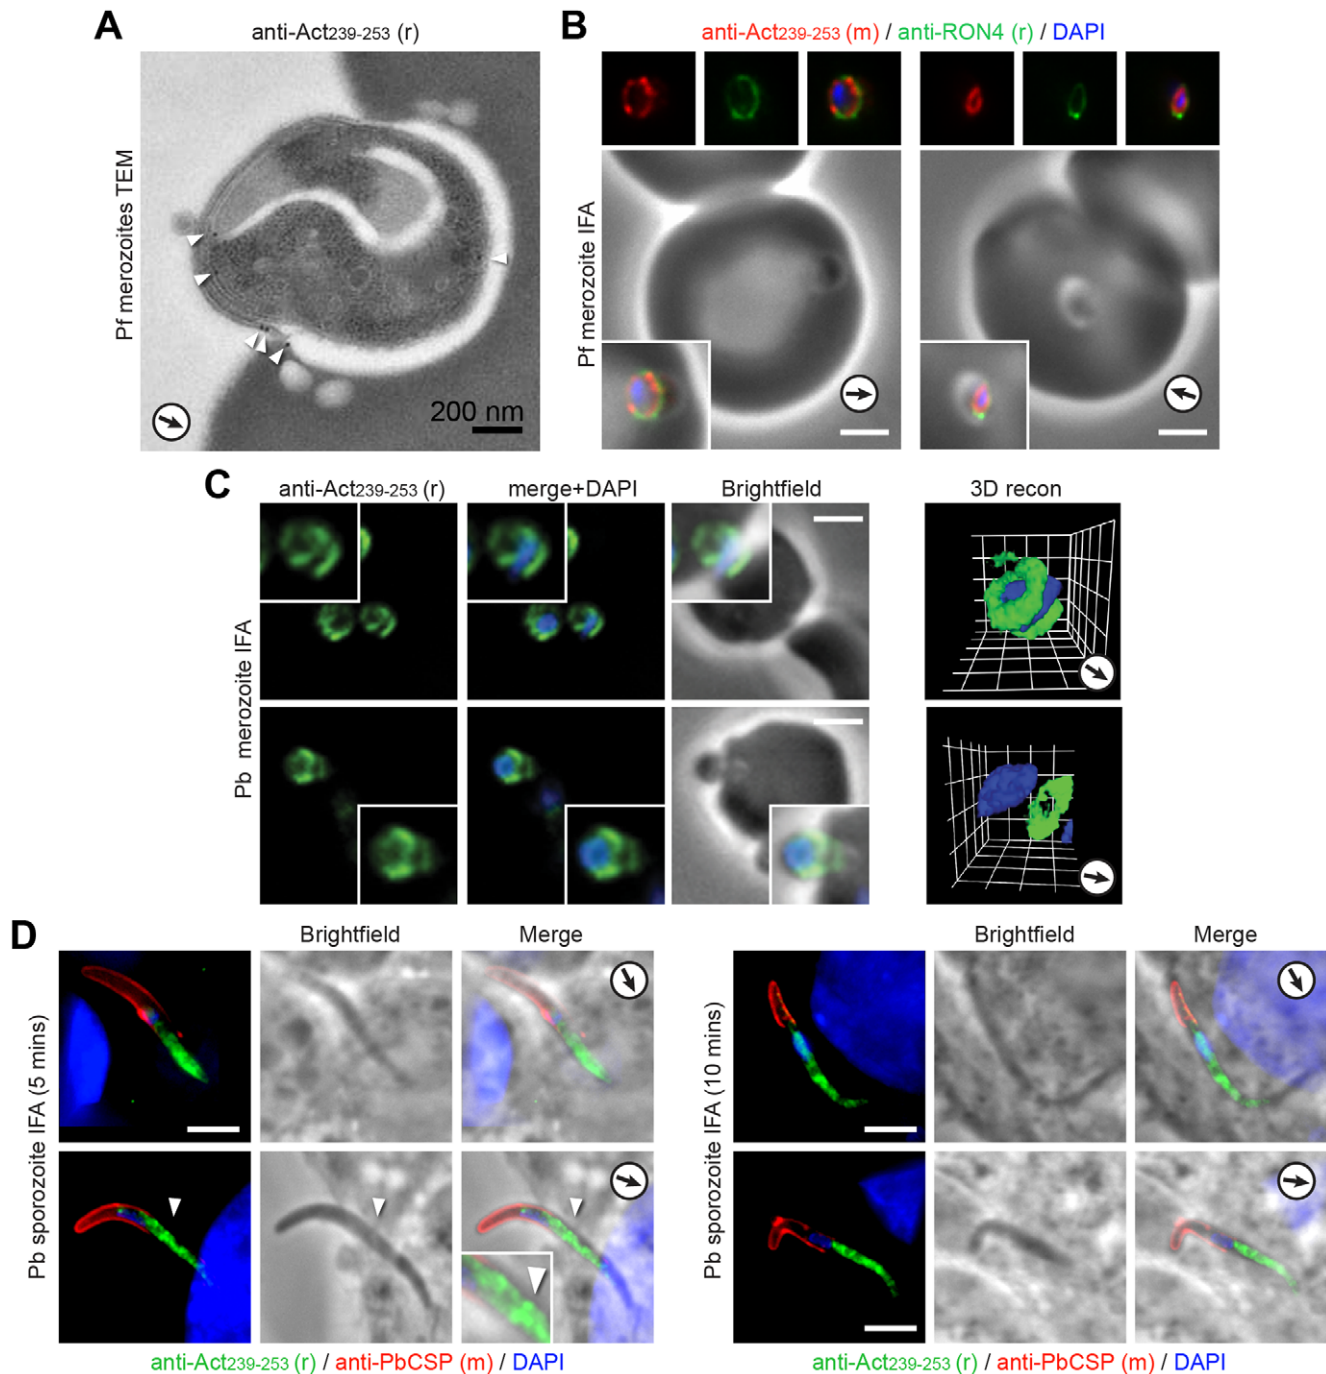 A
anti-Act239-253 (r)
Pf merozoites TEM
200 nm
B
anti-Act239-253 (m) / anti-RON4 (r) / DAPI
Pf merozoite IFA
C
anti-Act239-253 (r)
merge+DAPI
Brightfield
3D recon
Pb merozoite IFA
D
Brightfield
Merge
Pb sporozoite IFA (5 mins)
anti-Act239-253 (r) / anti-PbCSP (m) / DAPI
Brightfield
Merge
Pb sporozoite IFA (10 mins)
anti-Act239-253 (r) / anti-PbCSP (m) / DAPI